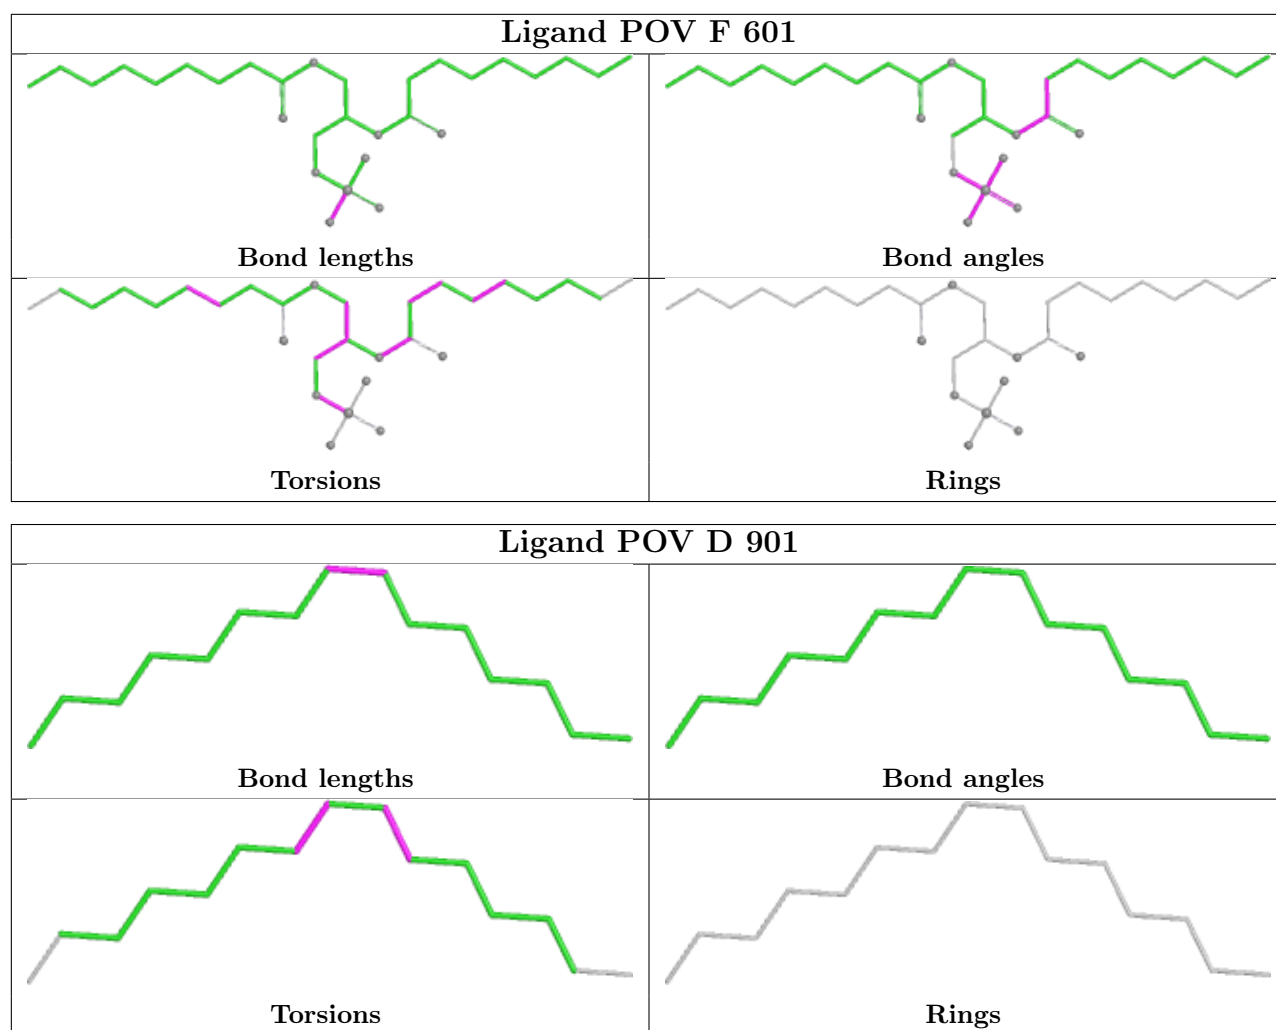 Ligand POV F 601
Bond lengths
Bond angles
Torsions
Rings
Ligand POV D 901
Bond lengths
Bond angles
Torsions
Rings